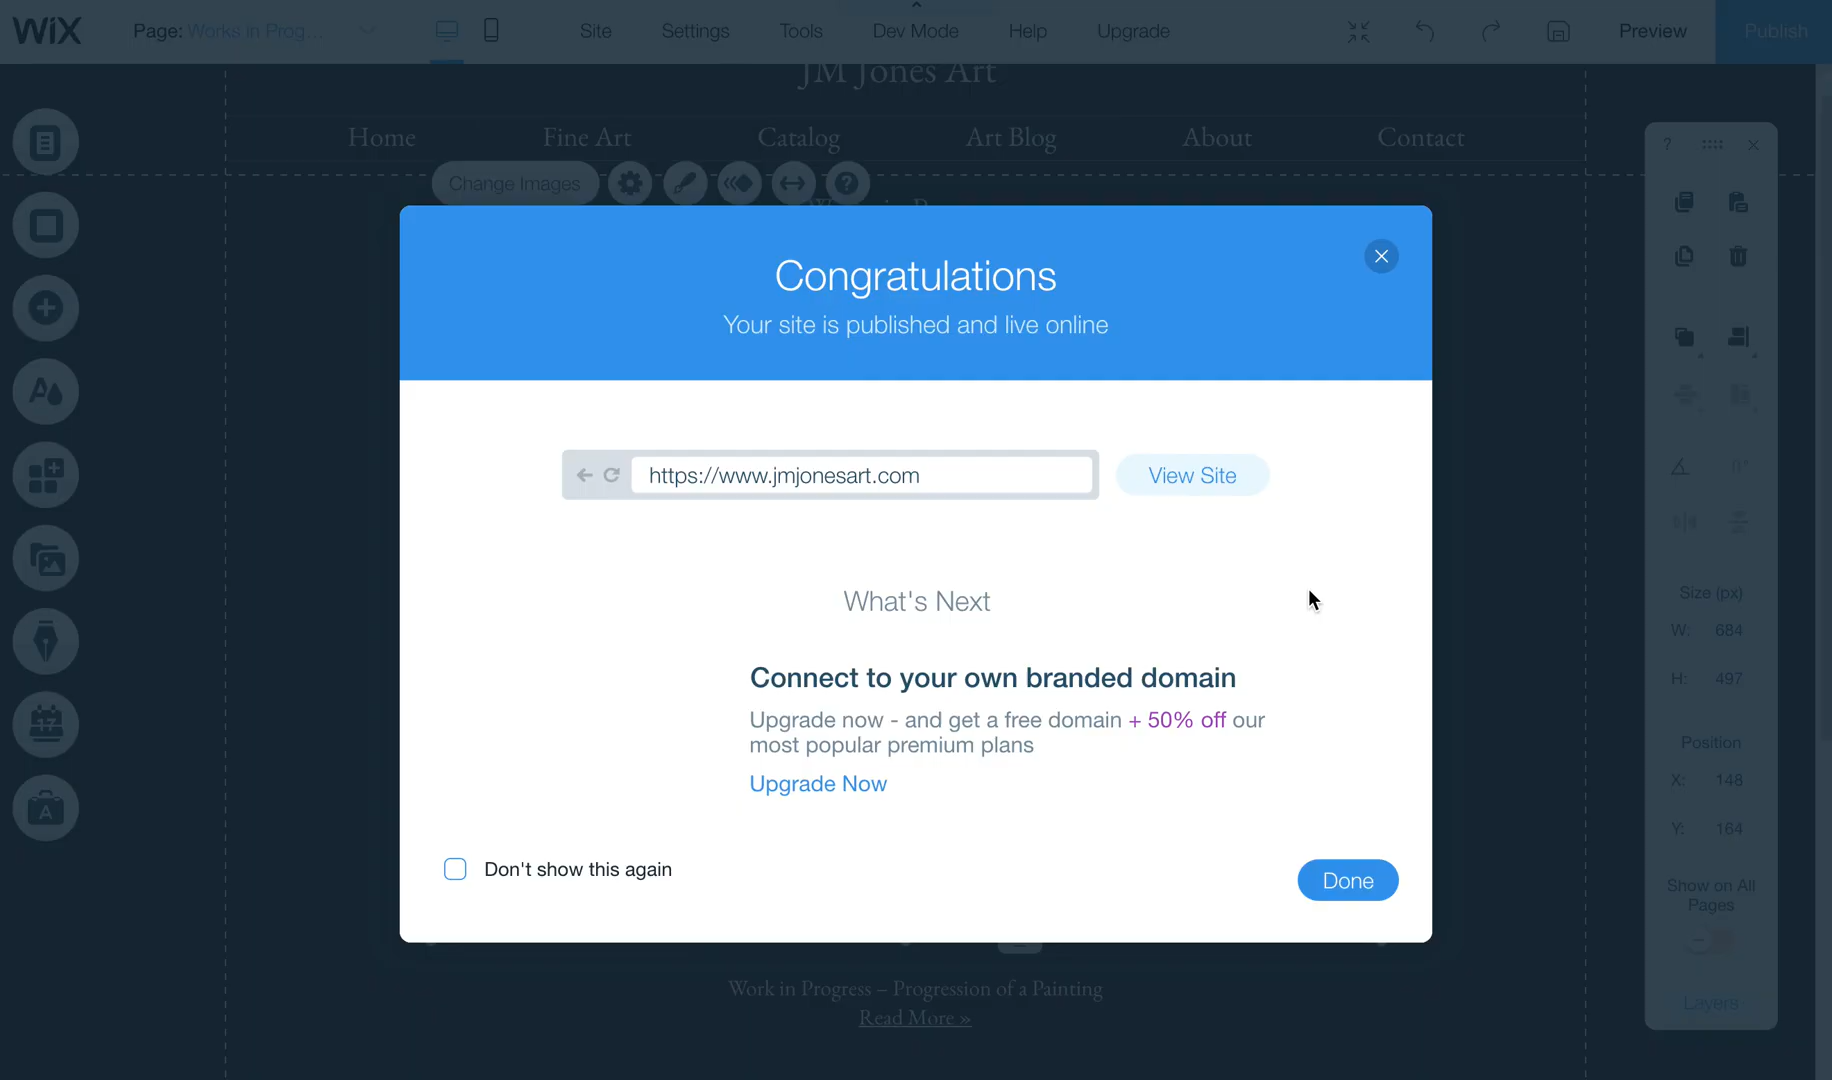 WiX
Page: Works in Prog...
Site
Settings
Tools
Dev Mode
Help
Upgrade
Preview
Publish
JM Jones Art
Home
Fine Art
Catalog
Art Blog
About
Contact
Change Images
?
?
Congratulations
Your site is published and live online
https://www.jmjonesart.com
View Site
What's Next
Connect to your own branded domain
Upgrade now - and get a free domain + 50% off our
most popular premium plans
Upgrade Now
Don't show this again
Done
17
A
Size (px)
W: 684
H: 497
Position
X: 148
Y: 164
Show on All
Pages
Layers
Work in Progress – Progression of a Painting
Read More »